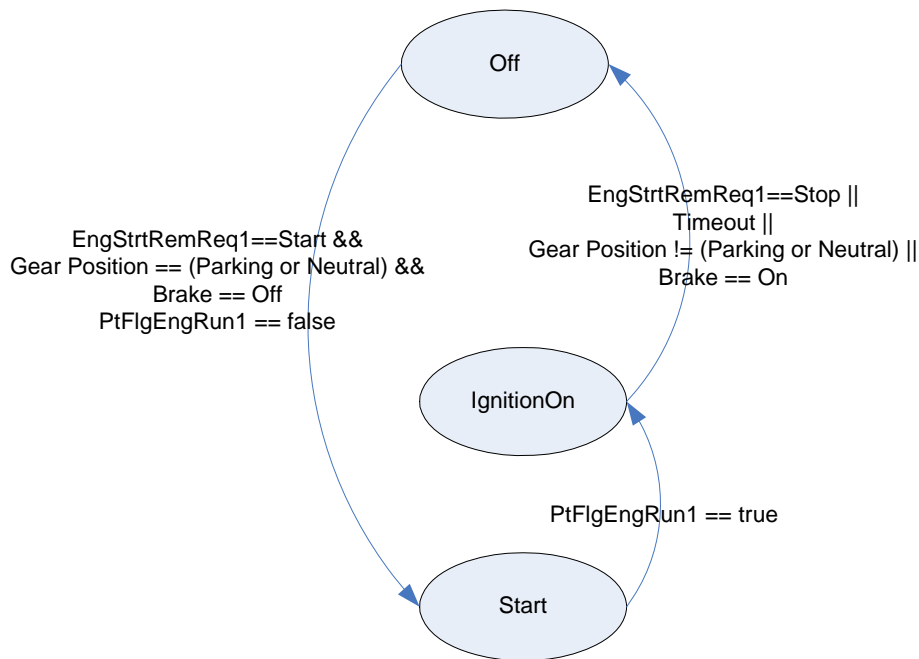 Off
EngStrtRemReq1==Stop ||
Timeout ||
Gear Position != (Parking or Neutral) ||
Brake == On
EngStrtRemReq1==Start &&
Gear Position == (Parking or Neutral) &&
Brake == Off
PtFlgEngRun1 == false
IgnitionOn
PtFlgEngRun1 == true
Start